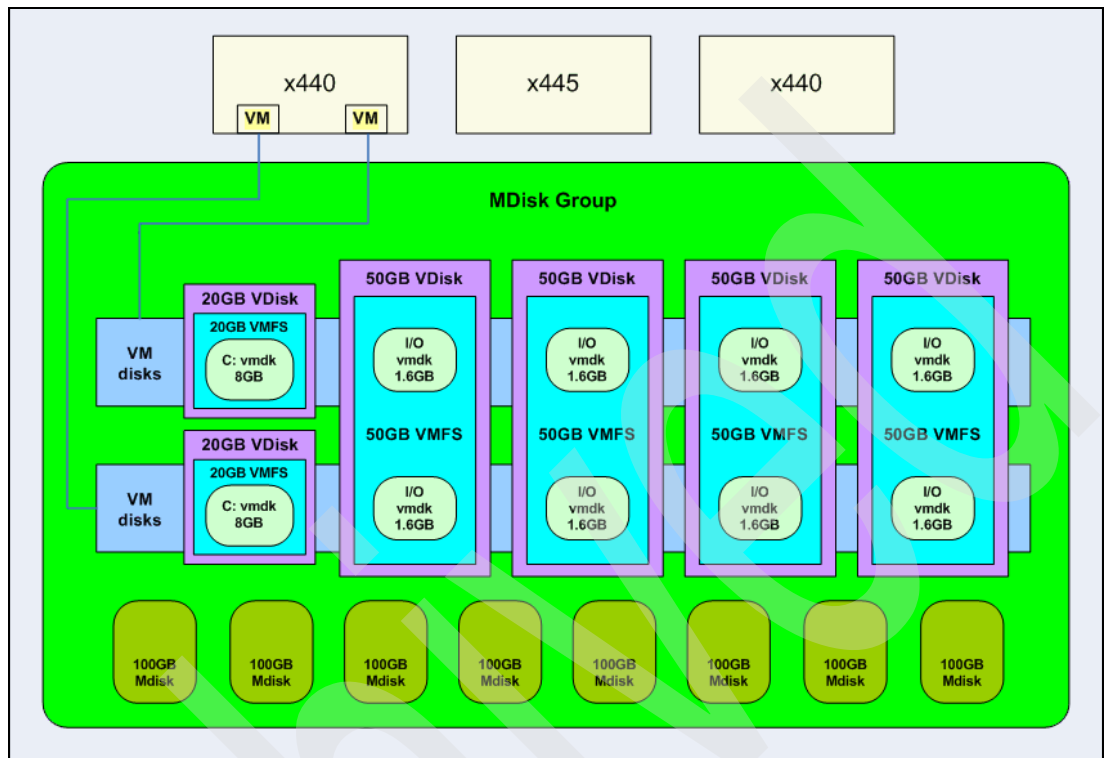 x440
x445
x440
VM
VM
MDisk Group
20GB VDisk
20GB VMFS
C: vmdk
8GB
50GB VDisk
50GB VDisk
50GB VDisk
50GB VDisk
VM
disks
I/O
vmdk
1.6GB
I/O
vmdk
1.6GB
I/O
vmdk
1.6GB
I/O
vmdk
1.6GB
50GB VMFS
50GB VMFS
50GB VMFS
50GB VMFS
20GB VDisk
20GB VMFS
C: vmdk
8GB
VM
disks
I/O
vmdk
1.6GB
I/O
vmdk
1.6GB
I/O
vmdk
1.6GB
I/O
vmdk
1.6GB
100GB
Mdisk
100GB
Mdisk
100GB
Mdisk
100GB
Mdisk
100GB
Mdisk
100GB
Mdisk
100GB
Mdisk
100GB
Mdisk